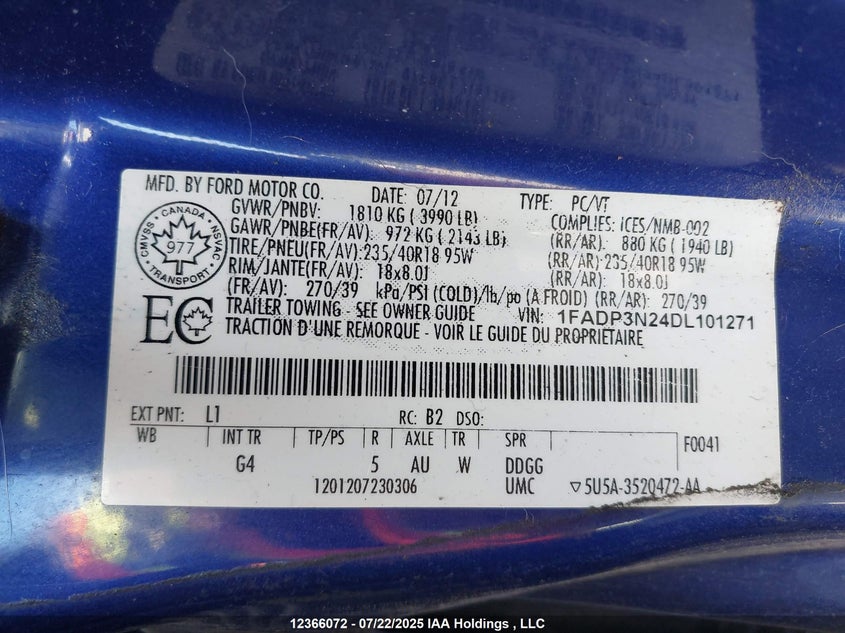 MFD. BY FORD MOTOR CO. DATE: 07/12 TYPE: PC/VT
GVWR/PNBV: 1810 KG ( 3990 LB) COMPLIES: ICES/NMB-002
GAWR/PNBE(FR/AV): 972 KG ( 2143 LB) (RR/AR): 880 KG ( 1940 LB)
TIRE/PNEU(FR/AV):235/40R18 95W (RR/AR):235/40R18 95W
RIM/JANTE(FR/AV): 18x8.0J (RR/AR): 18x8.0J
(FR/AV): 270/39 kPa/PSI (COLD)/lb/po (A FROID) (RR/AR): 270/39
TRAILER TOWING - SEE OWNER GUIDE VIN: 1FADP3N24DL101271
TRACTION D'UNE REMORQUE - VOIR LE GUIDE DU PROPRIÉTAIRE
CANADA
CMVSS NSVAC
977
TRANSPORT
EC
EXT PNT: L1 RC: B2 DSO:
WB INT TR TP/PS R AXLE TR SPR F0041
G4 5 AU W DDGG
1201207230306 UMC ▽5U5A-3520472-AA
12366072 - 07/22/2025 IAA Holdings , LLC